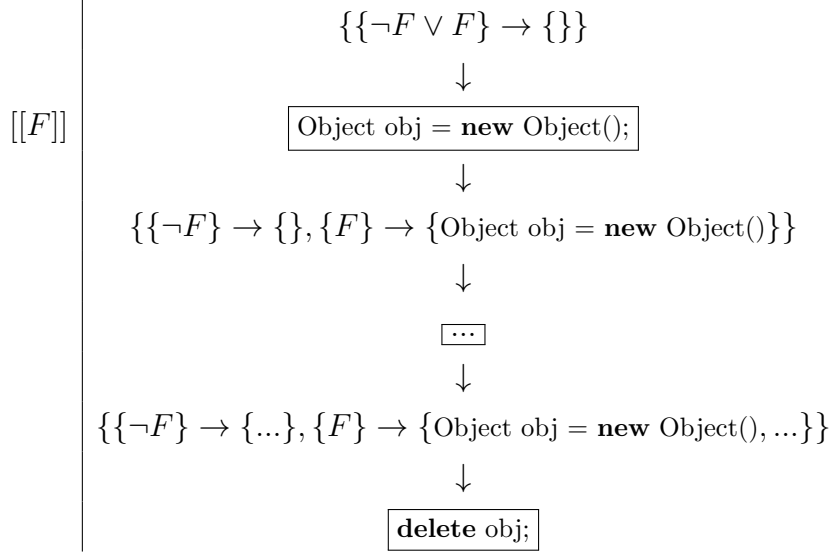 {{¬F ∨ F} → {}}
↓
[[F]] Object obj = new Object();
↓
{{¬F} → {}, {F} → {Object obj = new Object()}}
↓
...
↓
{{¬F} → {...}, {F} → {Object obj = new Object(), ...}}
↓
delete obj;